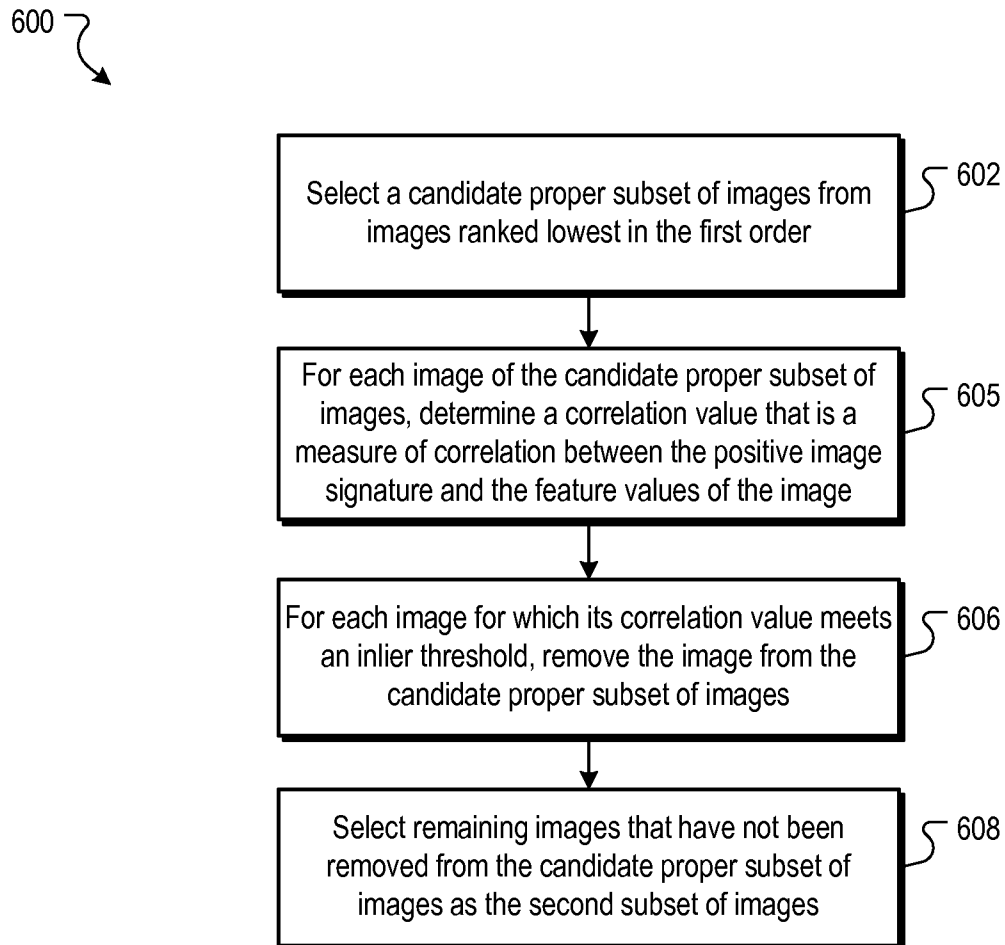 600
Select a candidate proper subset of images from
images ranked lowest in the first order
602
For each image of the candidate proper subset of
images, determine a correlation value that is a
measure of correlation between the positive image
signature and the feature values of the image
605
For each image for which its correlation value meets
an inlier threshold, remove the image from the
candidate proper subset of images
606
Select remaining images that have not been
removed from the candidate proper subset of
images as the second subset of images
608